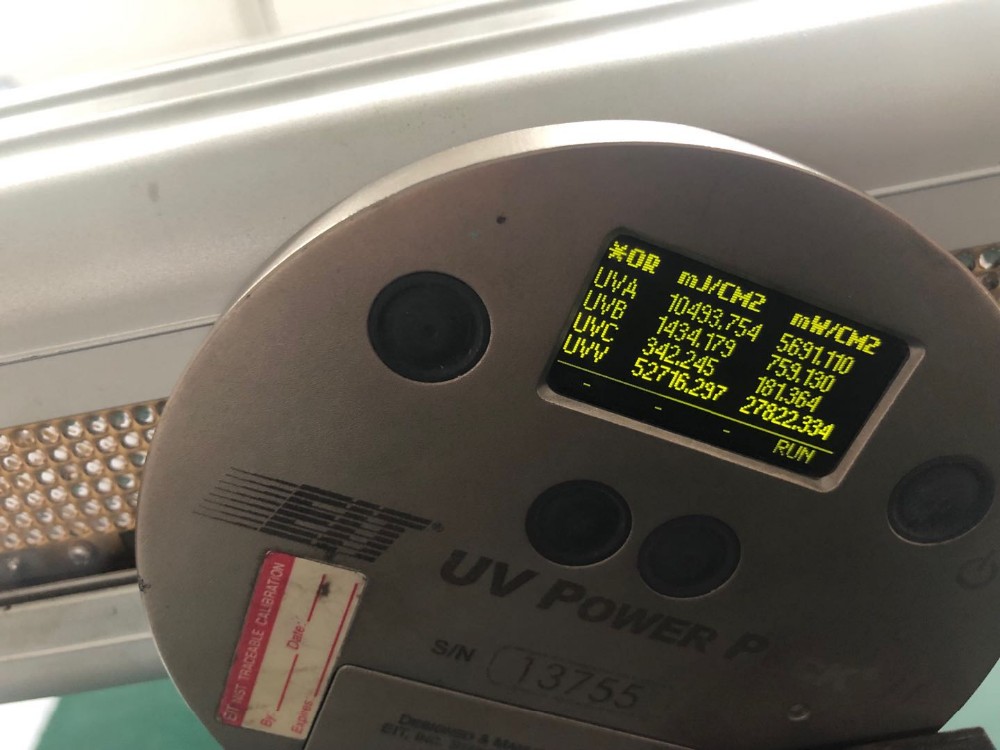 *OR mJ/CM2 mW/CM2
UVA 10493.754 5691.110
UVB 1434.179 759.130
UVC 342.245 181.364
UVV 52716.297 27822.334
- - - RUN
EIT®
UV POWER
S/N 13755
EIT NIST TRACEABLE CALIBRATION
By: Date:
Expires:
DESIGNED &
EIT, INC.